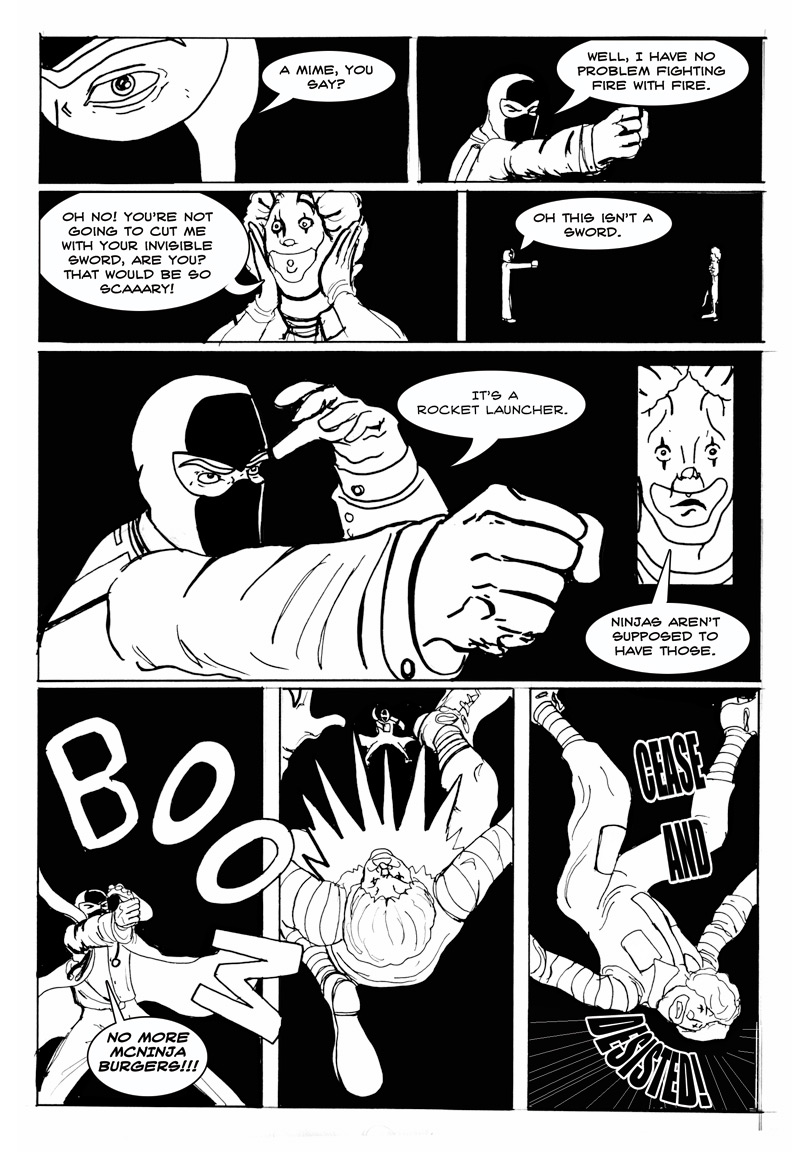 A MIME, YOU
SAY?
WELL, I HAVE NO
PROBLEM FIGHTING
FIRE WITH FIRE.
OH NO! YOU'RE NOT
GOING TO CUT ME
WITH YOUR INVISIBLE
SWORD, ARE YOU?
THAT WOULD BE SO
SCAAARY!
OH THIS ISN'T A
SWORD.
IT'S A
ROCKET LAUNCHER.
NINJAS AREN'T
SUPPOSED TO
HAVE THOSE.
BOOM
NO MORE
MCNINJA
BURGERS!!!
CEASE
AND
DESISTED!